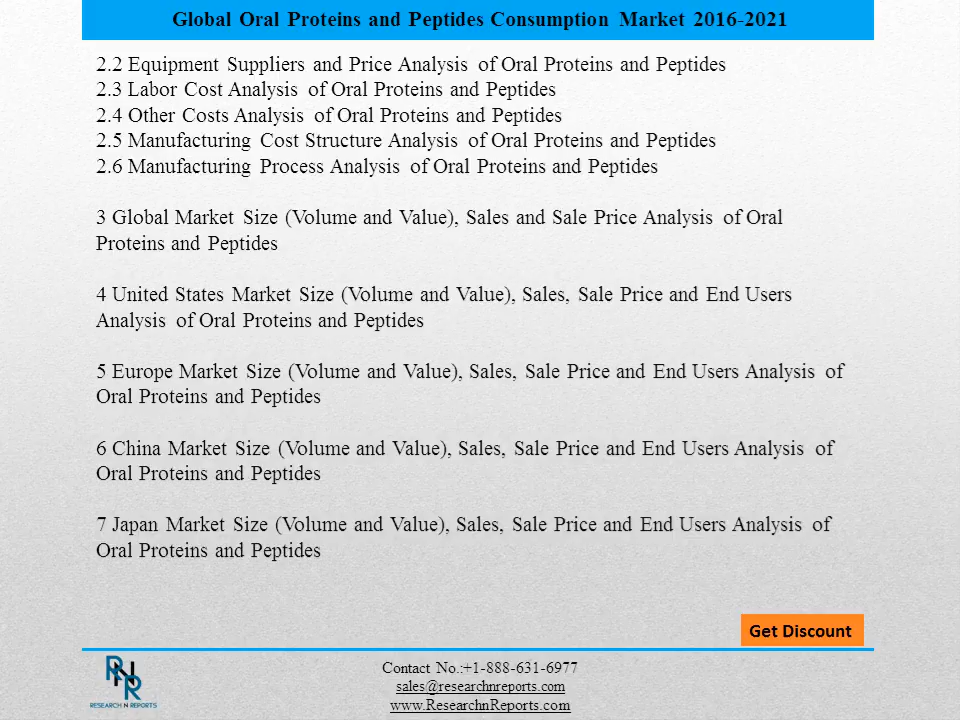 Global Oral Proteins and Peptides Consumption Market 2016-2021
2.2 Equipment Suppliers and Price Analysis of Oral Proteins and Peptides
2.3 Labor Cost Analysis of Oral Proteins and Peptides
2.4 Other Costs Analysis of Oral Proteins and Peptides
2.5 Manufacturing Cost Structure Analysis of Oral Proteins and Peptides
2.6 Manufacturing Process Analysis of Oral Proteins and Peptides
3 Global Market Size (Volume and Value), Sales and Sale Price Analysis of Oral
Proteins and Peptides
4 United States Market Size (Volume and Value), Sales, Sale Price and End Users
Analysis of Oral Proteins and Peptides
5 Europe Market Size (Volume and Value), Sales, Sale Price and End Users Analysis of
Oral Proteins and Peptides
6 China Market Size (Volume and Value), Sales, Sale Price and End Users Analysis of
Oral Proteins and Peptides
7 Japan Market Size (Volume and Value), Sales, Sale Price and End Users Analysis of
Oral Proteins and Peptides
Get Discount
RNR
RESEARCH N REPORTS
Contact No.:+1-888-631-6977
sales@researchnreports.com
www.ResearchnReports.com